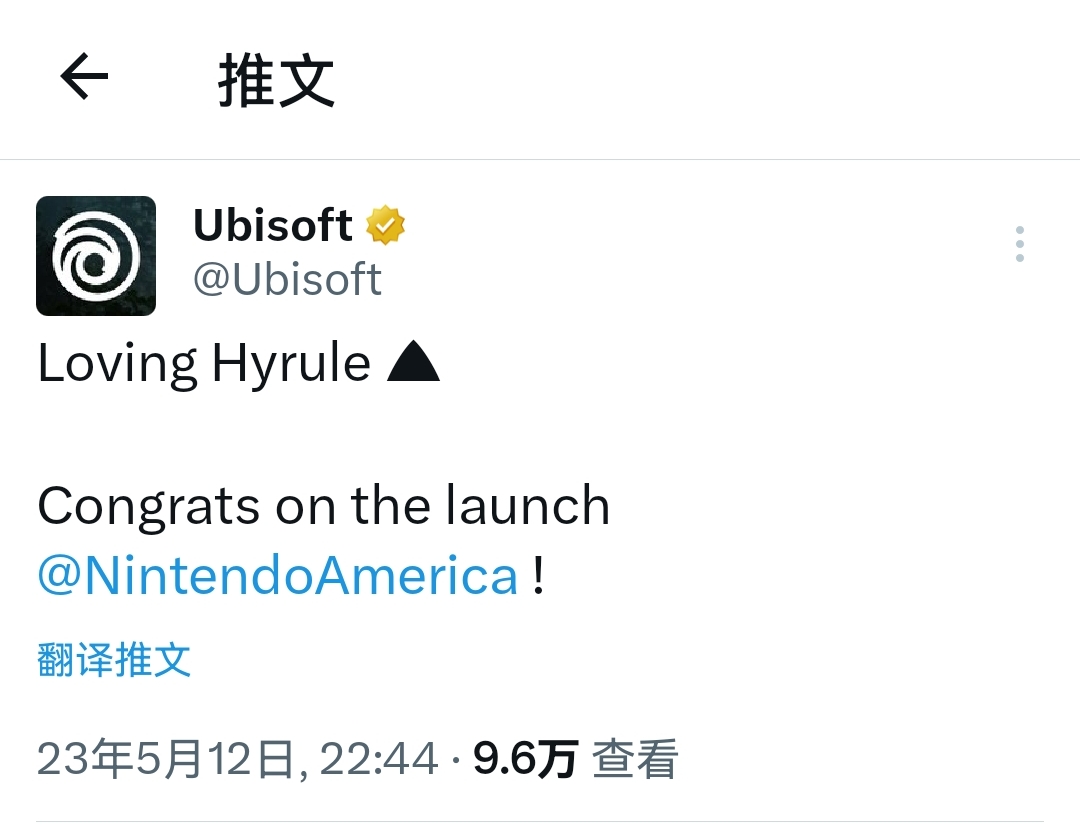 推文
Ubisoft
@Ubisoft
Loving Hyrule ▲
Congrats on the launch
@NintendoAmerica !
翻译推文
23年5月12日, 22:44 · 9.6万 查看